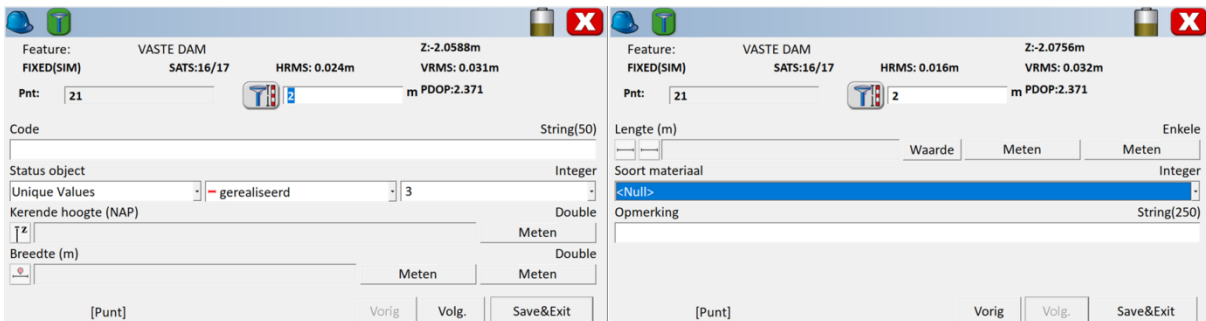 Feature: VASTE DAM Z:-2.0588m
FIXED(SIM) SATS:16/17 HRMS: 0.024m VRMS: 0.031m
Pnt: 21 2 m PDOP:2.371
Code String(50)
Status object Integer
Unique Values gerealiseerd 3
Kerende hoogte (NAP) Double
z Meten
Breedte (m) Double
Meten Meten
[Punt] Vorig Volg. Save&Exit
Feature: VASTE DAM Z:-2.0756m
FIXED(SIM) SATS:16/17 HRMS: 0.016m VRMS: 0.032m
Pnt: 21 2 m PDOP:2.371
Lengte (m) Enkele
Waarde Meten Meten
Soort materiaal Integer
<Null>
Opmerking String(250)
[Punt] Vorig Volg. Save&Exit